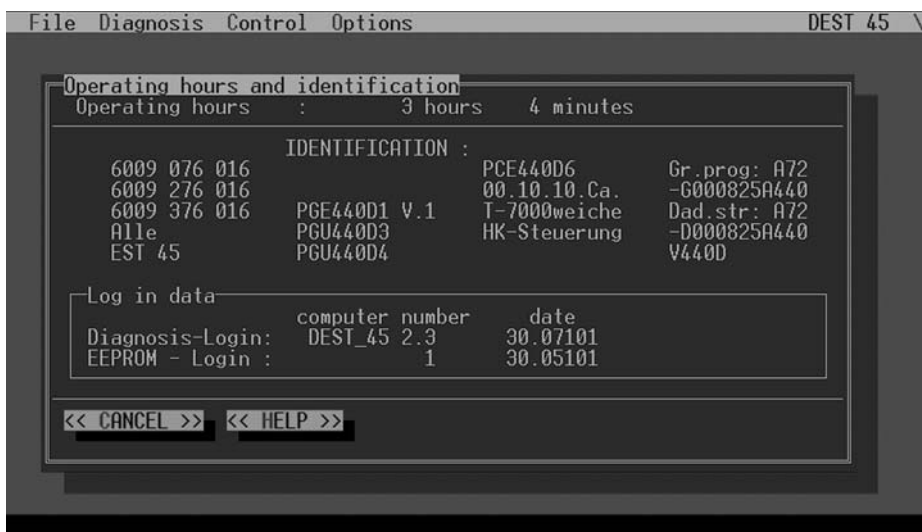 File Diagnosis Control Options DEST 45 \
Operating hours and identification
Operating hours : 3 hours 4 minutes
IDENTIFICATION :
6009 076 016 PCE440D6 Gr.prog: A72
6009 276 016 00.10.10.Ca. -G000825A440
6009 376 016 PGE440D1 V.1 T-7000weiche Dad.str: A72
Alle PGU440D3 HK-Steuerung -D000825A440
EST 45 PGU440D4 V440D
Log in data
computer number date
Diagnosis-Login: DEST_45 2.3 30.07101
EEPROM - Login : 1 30.05101
<< CANCEL >> << HELP >>